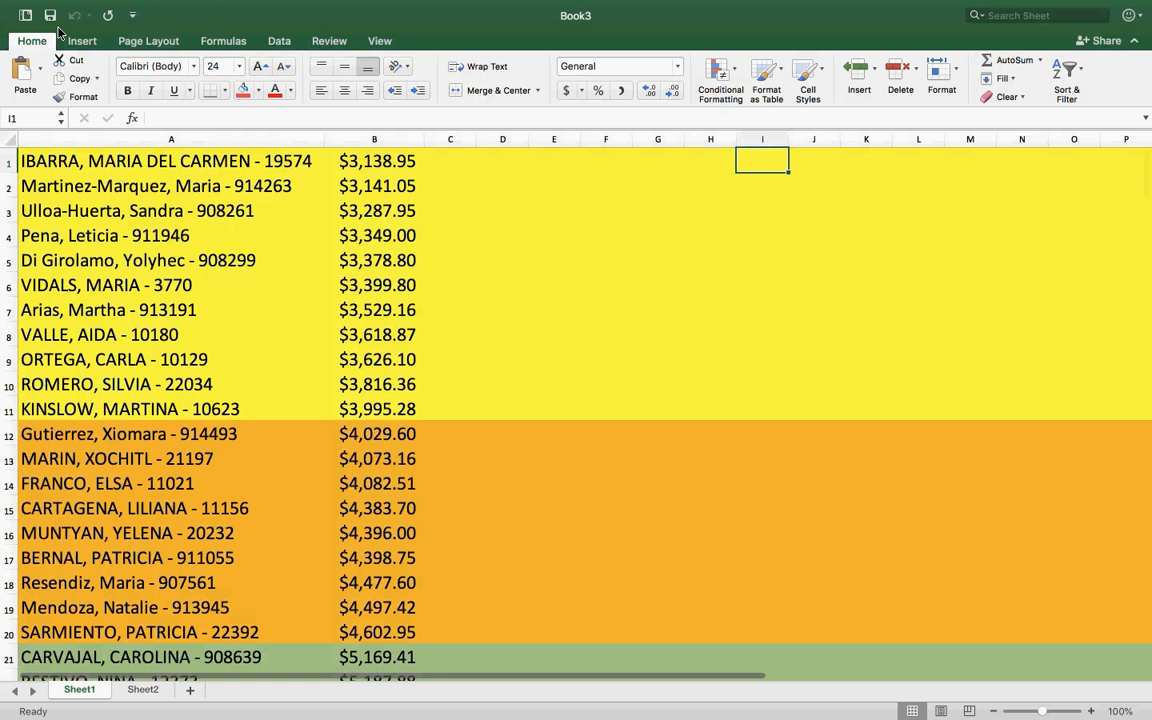 Book3
Search Sheet
Home Insert Page Layout Formulas Data Review View
Share
Paste
Cut
Copy
Format
Calibri (Body) 24
B I U
Wrap Text
Merge & Center
General
$ % )
Conditional Formatting
Format as Table
Cell Styles
Insert
Delete
Format
AutoSum
Fill
Clear
Sort & Filter
I1
fx
A B C D E F G H I J K L M N O P
1 IBARRA, MARIA DEL CARMEN - 19574 $3,138.95
2 Martinez-Marquez, Maria - 914263 $3,141.05
3 Ulloa-Huerta, Sandra - 908261 $3,287.95
4 Pena, Leticia - 911946 $3,349.00
5 Di Girolamo, Yolyhec - 908299 $3,378.80
6 VIDALS, MARIA - 3770 $3,399.80
7 Arias, Martha - 913191 $3,529.16
8 VALLE, AIDA - 10180 $3,618.87
9 ORTEGA, CARLA - 10129 $3,626.10
10 ROMERO, SILVIA - 22034 $3,816.36
11 KINSLOW, MARTINA - 10623 $3,995.28
12 Gutierrez, Xiomara - 914493 $4,029.60
13 MARIN, XOCHITL - 21197 $4,073.16
14 FRANCO, ELSA - 11021 $4,082.51
15 CARTAGENA, LILIANA - 11156 $4,383.70
16 MUNTYAN, YELENA - 20232 $4,396.00
17 BERNAL, PATRICIA - 911055 $4,398.75
18 Resendiz, Maria - 907561 $4,477.60
19 Mendoza, Natalie - 913945 $4,497.42
20 SARMIENTO, PATRICIA - 22392 $4,602.95
21 CARVAJAL, CAROLINA - 908639 $5,169.41
Sheet1 Sheet2 +
Ready
100%